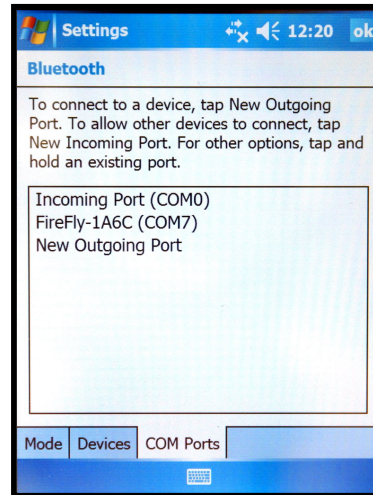 Settings 12:20 ok
Bluetooth
To connect to a device, tap New Outgoing
Port. To allow other devices to connect, tap
New Incoming Port. For other options, tap and
hold an existing port.
Incoming Port (COM0)
FireFly-1A6C (COM7)
New Outgoing Port
Mode Devices COM Ports